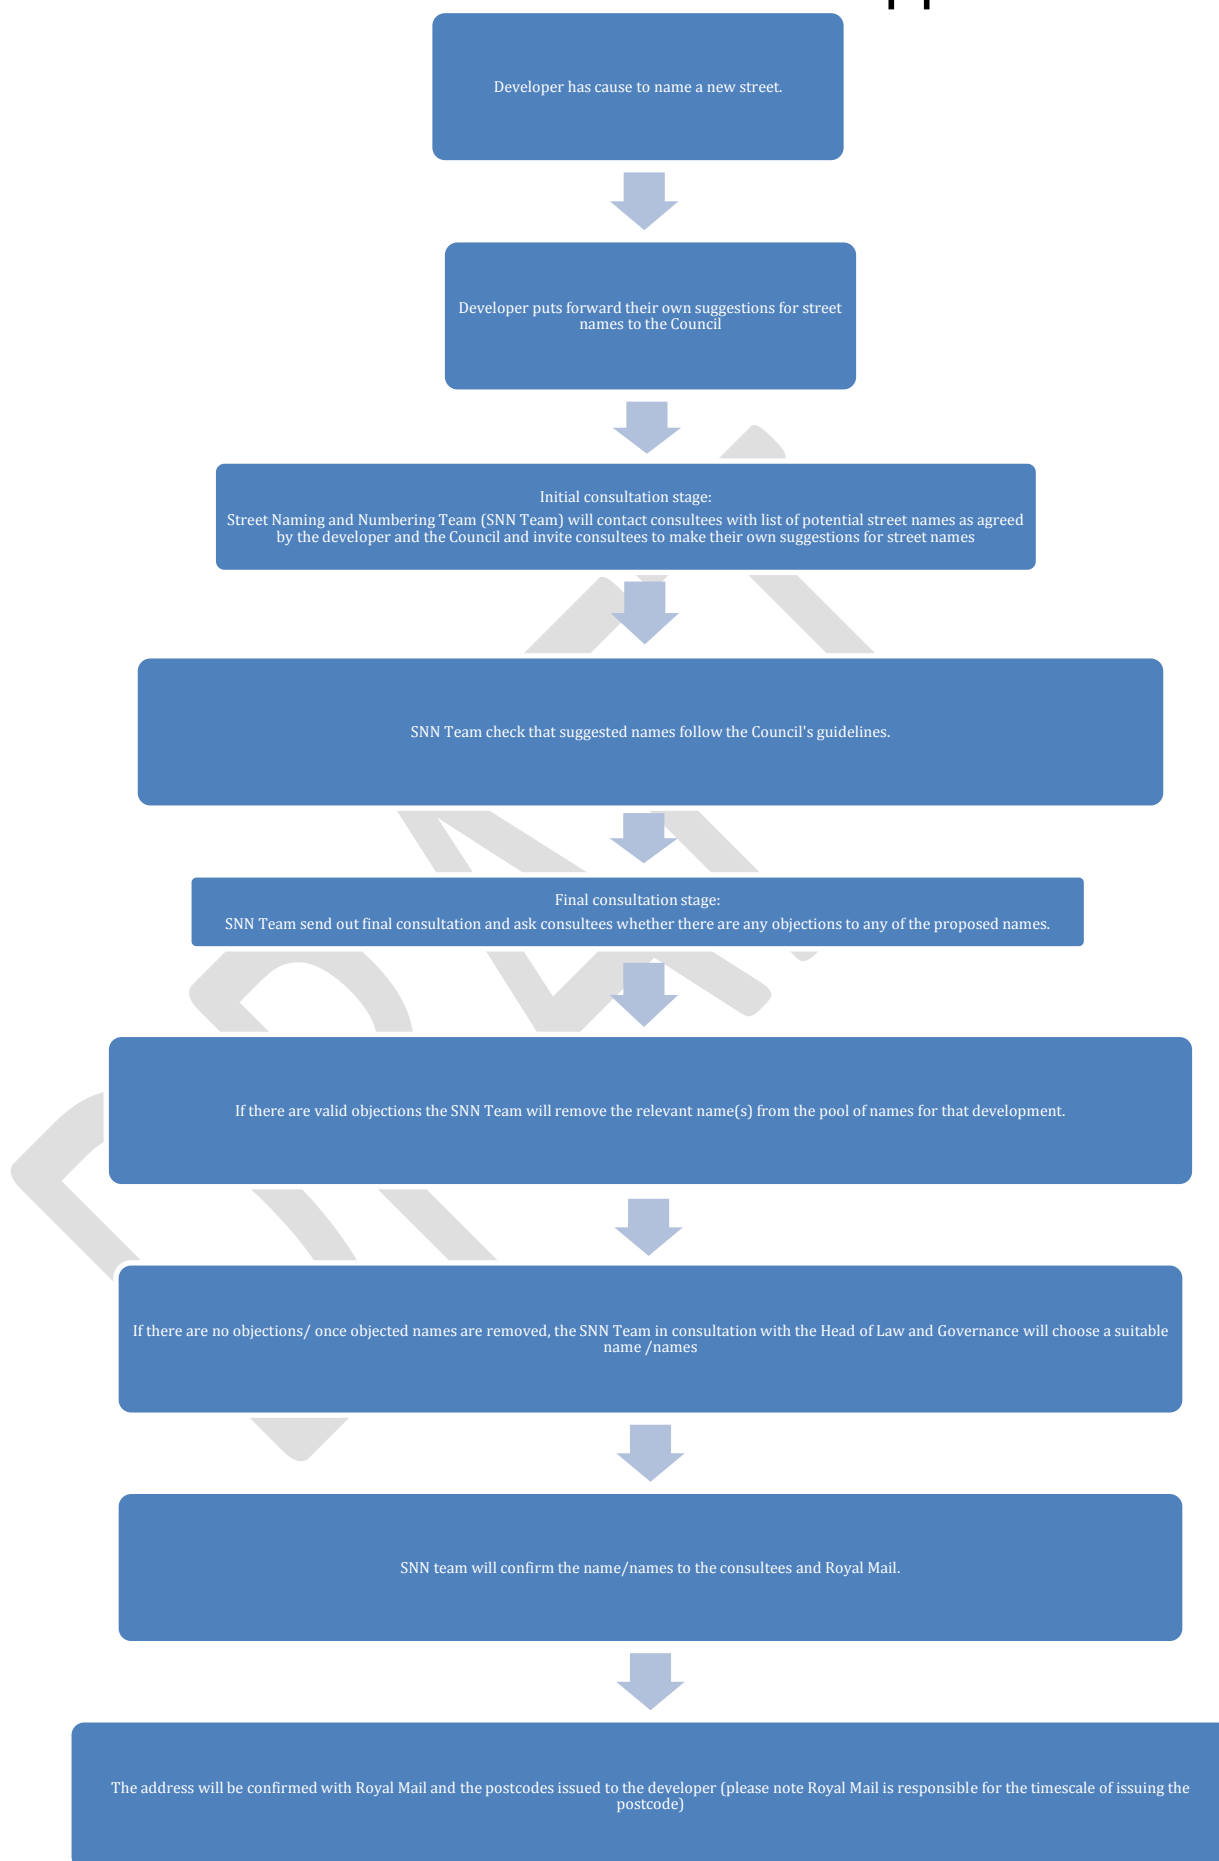 Developer has cause to name a new street.
Developer puts forward their own suggestions for street
names to the Council
Initial consultation stage:
Street Naming and Numbering Team (SNN Team) will contact consultees with list of potential street names as agreed
by the developer and the Council and invite consultees to make their own suggestions for street names
SNN Team check that suggested names follow the Council's guidelines.
Final consultation stage:
SNN Team send out final consultation and ask consultees whether there are any objections to any of the proposed names.
If there are valid objections the SNN Team will remove the relevant name(s) from the pool of names for that development.
If there are no objections/ once objected names are removed, the SNN Team in consultation with the Head of Law and Governance will choose a suitable
name /names
SNN team will confirm the name/names to the consultees and Royal Mail.
The address will be confirmed with Royal Mail and the postcodes issued to the developer (please note Royal Mail is responsible for the timescale of issuing the
postcode)